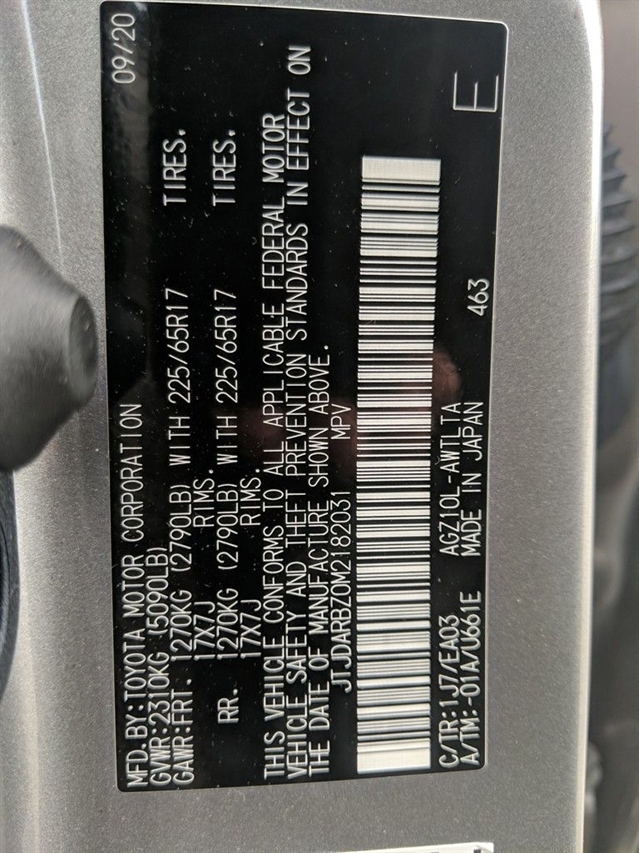 MFD.BY:TOYOTA MOTOR CORPORATION 09/20
GVWR:2310KG (5090LB)
GAWR:FRT. 1270KG (2790LB) WITH 225/65R17 TIRES.
17X7J RIMS.
RR. 1270KG (2790LB) WITH 225/65R17 TIRES.
17X7J RIMS.
THIS VEHICLE CONFORMS TO ALL APPLICABLE FEDERAL MOTOR
VEHICLE SAFETY AND THEFT PREVENTION STANDARDS IN EFFECT ON
THE DATE OF MANUFACTURE SHOWN ABOVE.
JTJDARBZ0M2182031 MPV
C/TR:1J7/EA03 AGZ10L-AWTLTA
A/TM:-01A/U661E MADE IN JAPAN
463 E